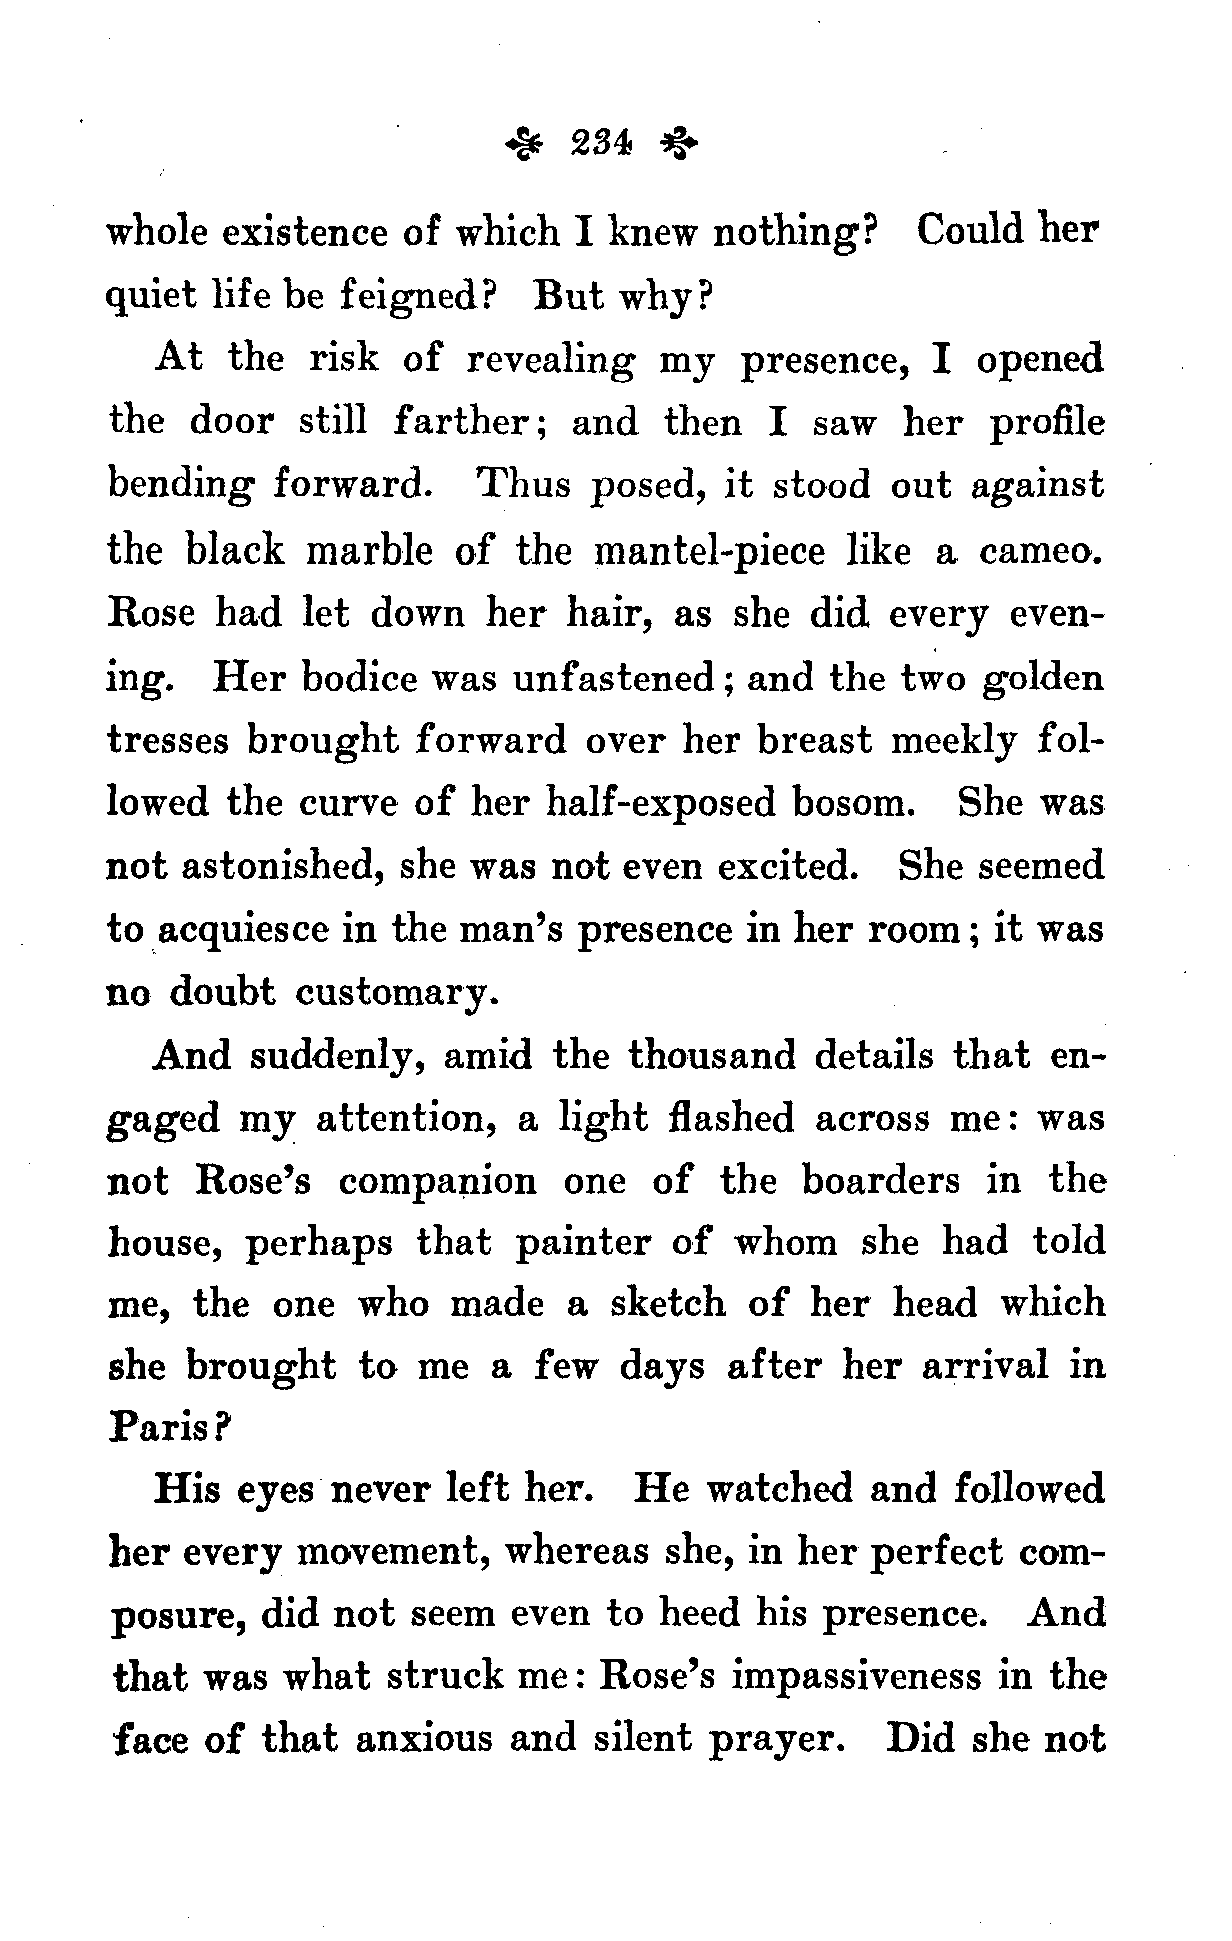 234
whole existence of which I knew nothing? Could her
quiet life be feigned? But why?
At the risk of revealing my presence, I opened
the door still farther; and then I saw her profile
bending forward. Thus posed, it stood out against
the black marble of the mantel-piece like a cameo.
Rose had let down her hair, as she did every even-
ing. Her bodice was unfastened; and the two golden
tresses brought forward over her breast meekly fol-
lowed the curve of her half-exposed bosom. She was
not astonished, she was not even excited. She seemed
to acquiesce in the man's presence in her room; it was
no doubt customary.
And suddenly, amid the thousand details that en-
gaged my attention, a light flashed across me: was
not Rose's companion one of the boarders in the
house, perhaps that painter of whom she had told
me, the one who made a sketch of her head which
she brought to me a few days after her arrival in
Paris?
His eyes never left her. He watched and followed
her every movement, whereas she, in her perfect com-
posure, did not seem even to heed his presence. And
that was what struck me: Rose's impassiveness in the
face of that anxious and silent prayer. Did she not